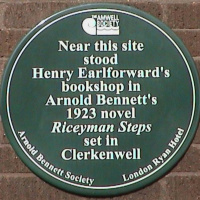 THE AMWELL
SOCIETY
Near this site
stood
Henry Earlforward's
bookshop in
Arnold Bennett's
1923 novel
Riceyman Steps
set in
Clerkenwell
Arnold Bennett Society
London Ryan Hotel